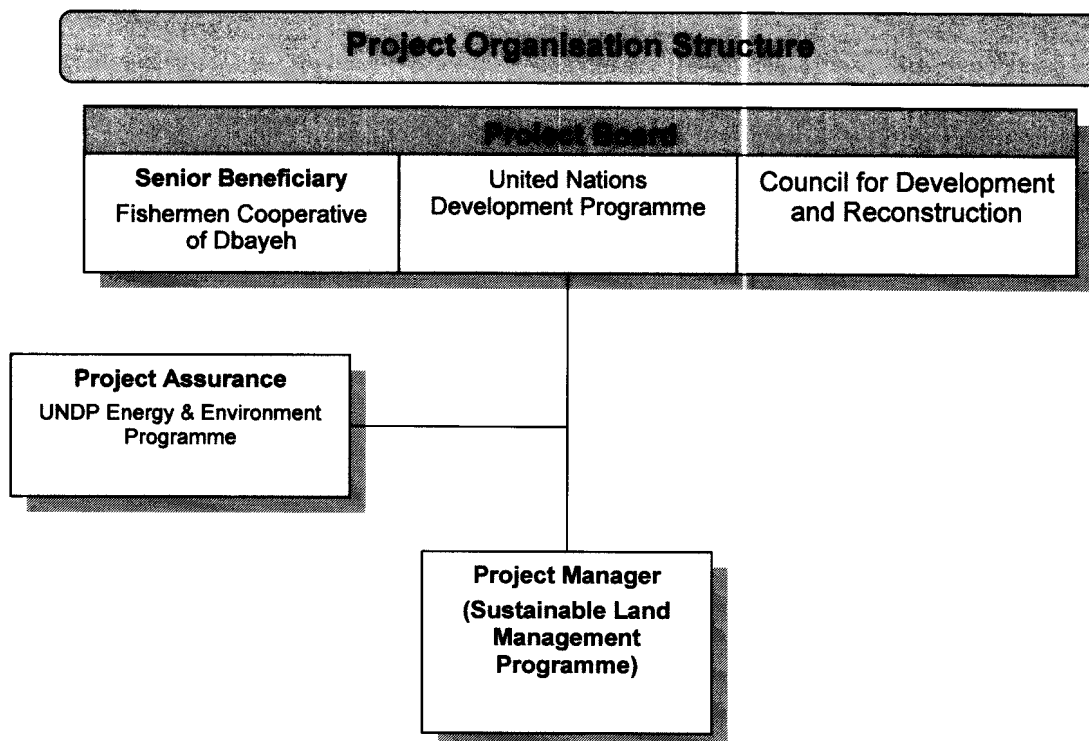 Project Organisation Structure
Project Board
Senior Beneficiary
Fishermen Cooperative
of Dbayeh
United Nations
Development Programme
Council for Development
and Reconstruction
Project Assurance
UNDP Energy & Environment
Programme
Project Manager
(Sustainable Land
Management
Programme)